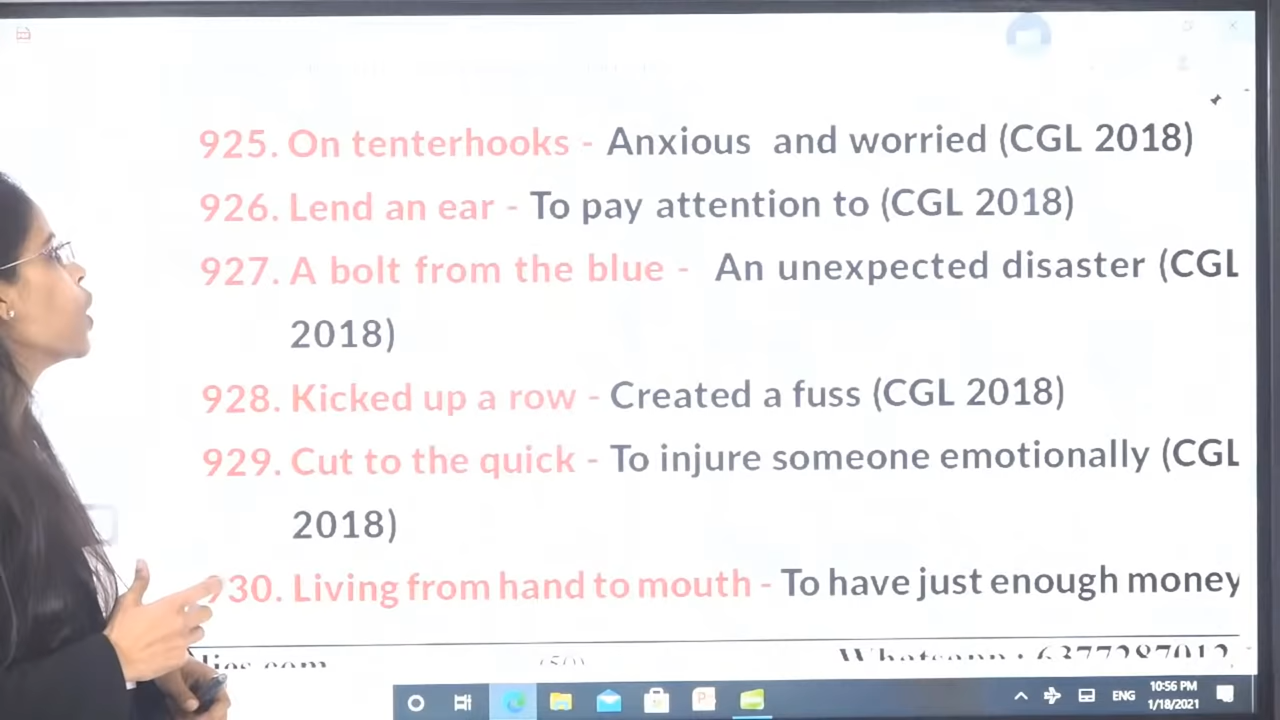 925. On tenterhooks - Anxious and worried (CGL 2018)
926. Lend an ear - To pay attention to (CGL 2018)
927. A bolt from the blue - An unexpected disaster (CGL
2018)
928. Kicked up a row - Created a fuss (CGL 2018)
929. Cut to the quick - To injure someone emotionally (CGL
2018)
930. Living from hand to mouth - To have just enough money
(50) Whatsapp : 6377287012
ENG
10:56 PM
1/18/2021